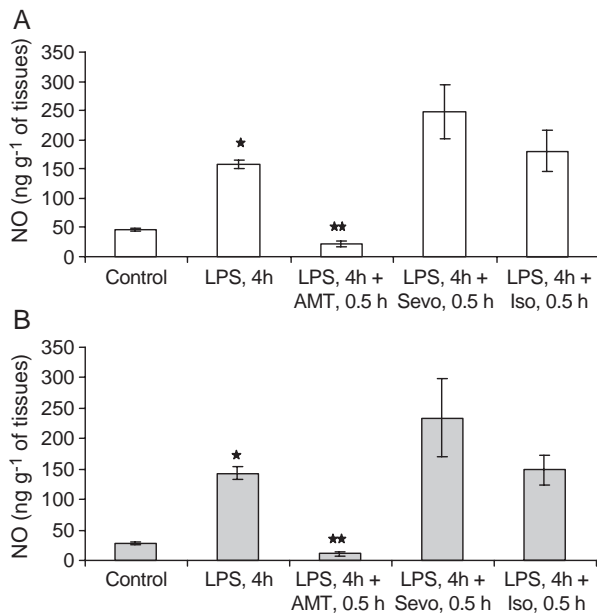 A
NO (ng g⁻¹ of tissues)
350
300
250
200
150
100
50
0
★
★★
Control
LPS, 4h
LPS, 4h +
AMT, 0.5 h
LPS, 4h +
Sevo, 0.5 h
LPS, 4h +
Iso, 0.5 h
B
NO (ng g⁻¹ of tissues)
350
300
250
200
150
100
50
0
★
★★
Control
LPS, 4h
LPS, 4h +
AMT, 0.5 h
LPS, 4h +
Sevo, 0.5 h
LPS, 4h +
Iso, 0.5 h